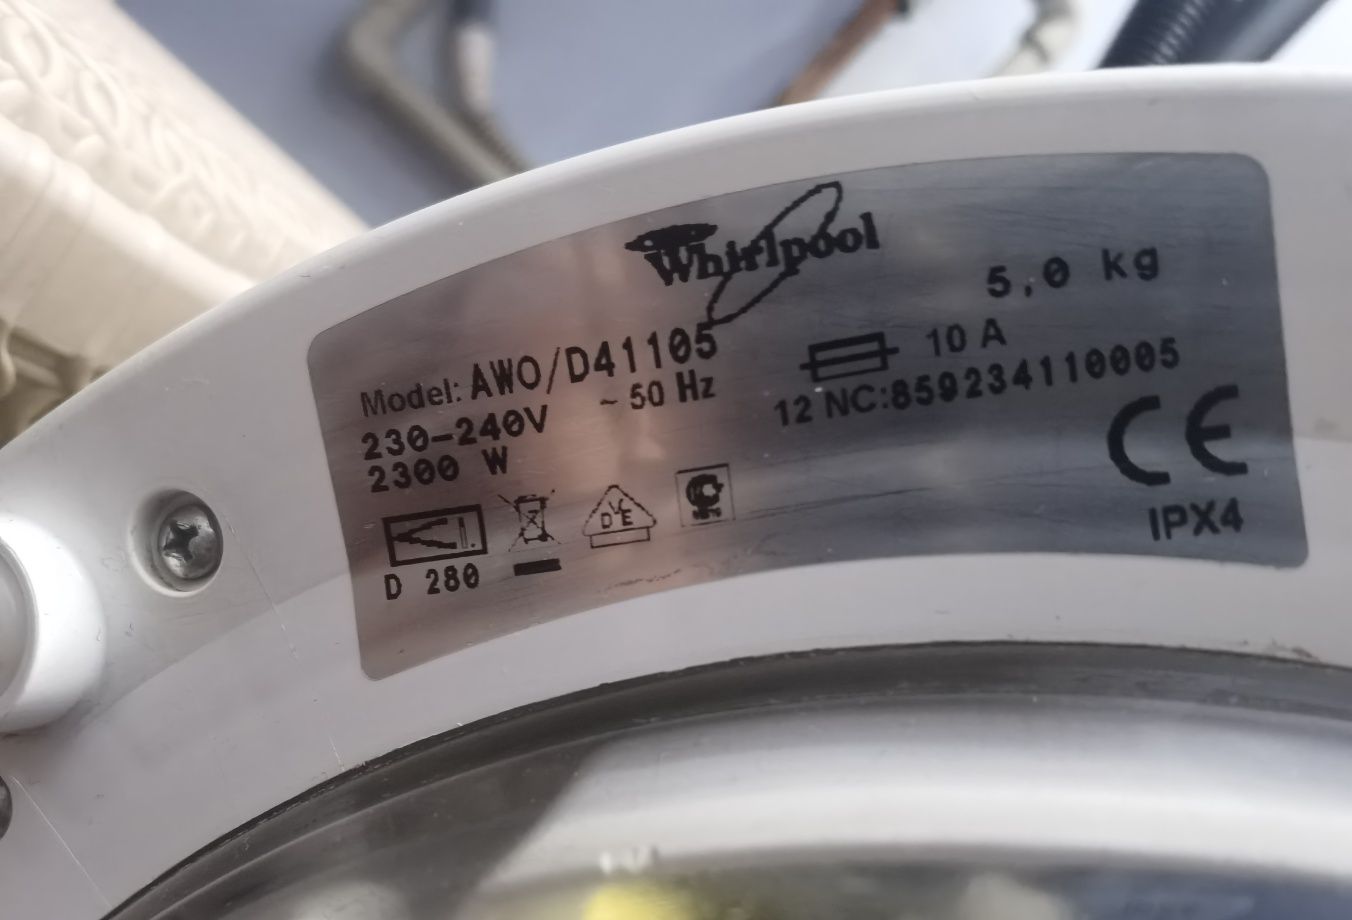 Whirlpool
5,0 kg
Model: AWO/D41105
10 A
230-240V ~ 50 Hz
12 NC:859234110005
2300 W
CE
D 280
DVE
IPX4